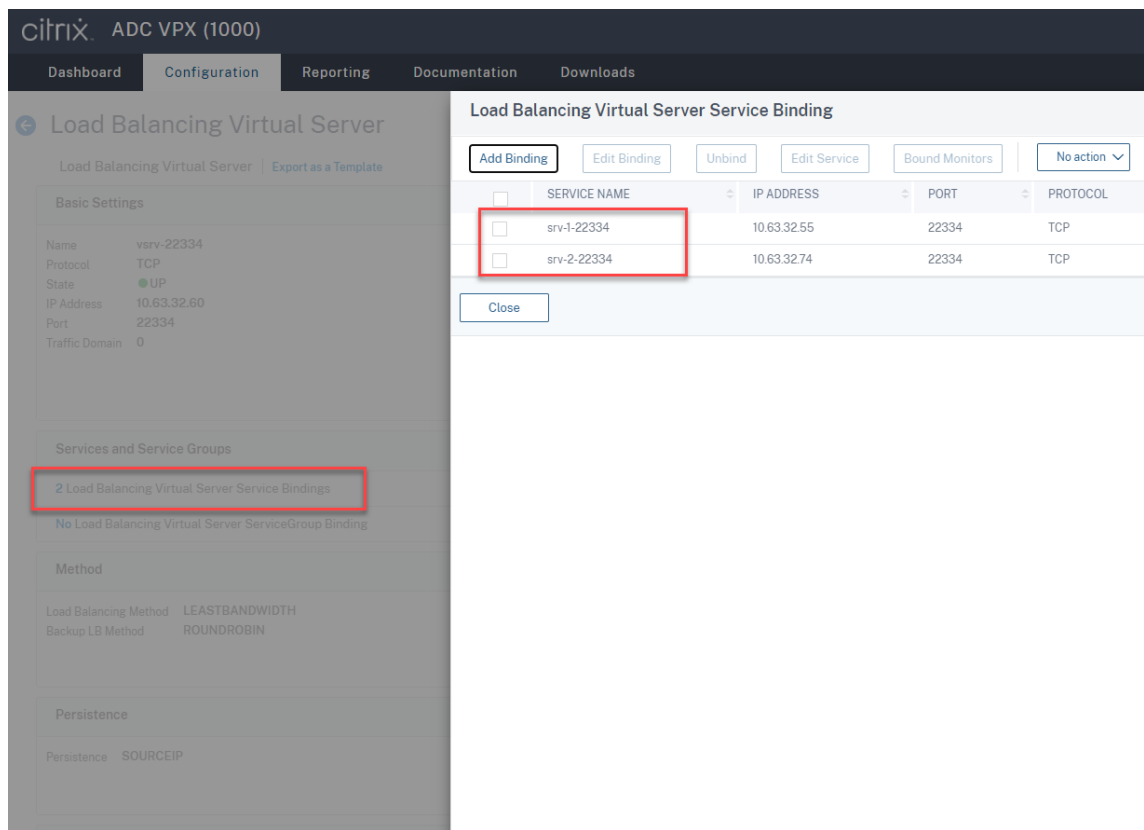 citrix. ADC VPX (1000)
Dashboard Configuration Reporting Documentation Downloads
Load Balancing Virtual Server
Load Balancing Virtual Server | Export as a Template
Basic Settings
Name vsrv-22334
Protocol TCP
State UP
IP Address 10.63.32.60
Port 22334
Traffic Domain 0
Services and Service Groups
2 Load Balancing Virtual Server Service Bindings
No Load Balancing Virtual Server ServiceGroup Binding
Method
Load Balancing Method LEASTBANDWIDTH
Backup LB Method ROUNDROBIN
Persistence
Persistence SOURCEIP
Load Balancing Virtual Server Service Binding
Add Binding Edit Binding Unbind Edit Service Bound Monitors No action
SERVICE NAME IP ADDRESS PORT PROTOCOL
srv-1-22334 10.63.32.55 22334 TCP
srv-2-22334 10.63.32.74 22334 TCP
Close